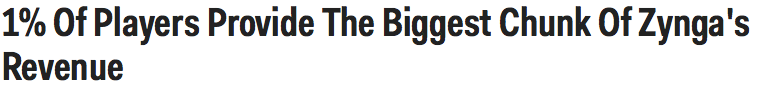 1% Of Players Provide The Biggest Chunk Of Zynga's
Revenue